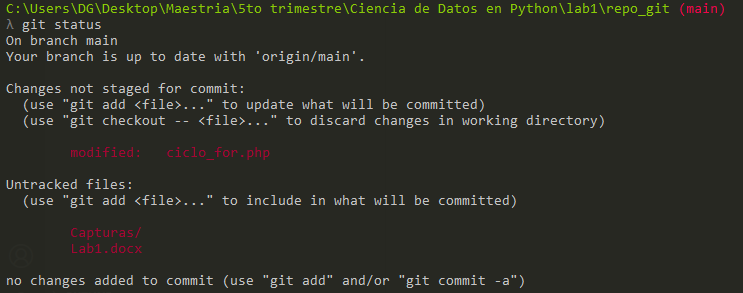 C:\Users\DG\Desktop\Maestria\5to trimestre\Ciencia de Datos en Python\lab1\repo_git (main)
λ git status
On branch main
Your branch is up to date with 'origin/main'.
Changes not staged for commit:
(use "git add <file>..." to update what will be committed)
(use "git checkout -- <file>..." to discard changes in working directory)
modified:   ciclo_for.php
Untracked files:
(use "git add <file>..." to include in what will be committed)
Capturas/
Lab1.docx
no changes added to commit (use "git add" and/or "git commit -a")